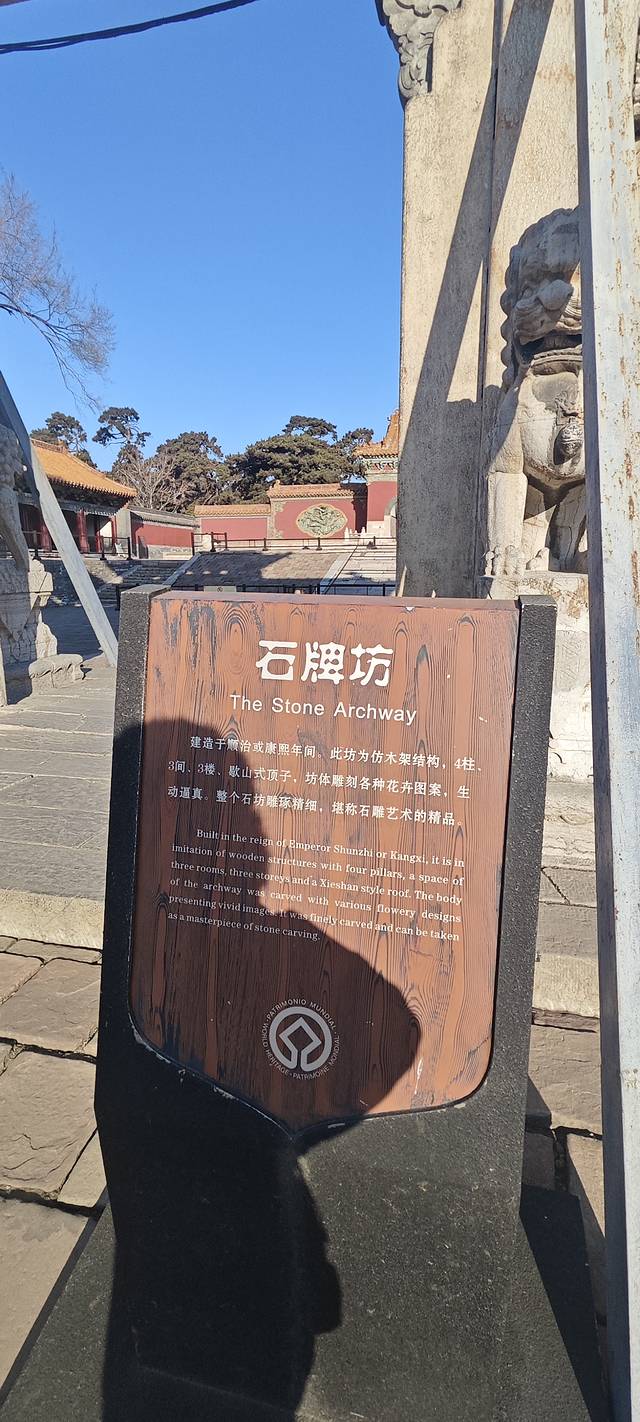 石牌坊
The Stone Archway
建造于顺治或康熙年间。此坊为仿木架结构，4柱、
3间、3楼、歇山式顶子，坊体雕刻各种花卉图案，生
动逼真。整个石坊雕琢精细，堪称石雕艺术的精品。
Built in the reign of Emperor Shunzhi or Kangxi, it is in
imitation of wooden structures with four pillars, a space of
three rooms, three storeys and a Xieshan style roof. The body
of the archway was carved with various flowery designs
presenting vivid images. It was finely carved and can be taken
as a masterpiece of stone carving.
WORLD HERITAGE • PATRIMONIO MUNDIAL • PATRIMOINE MONDIAL